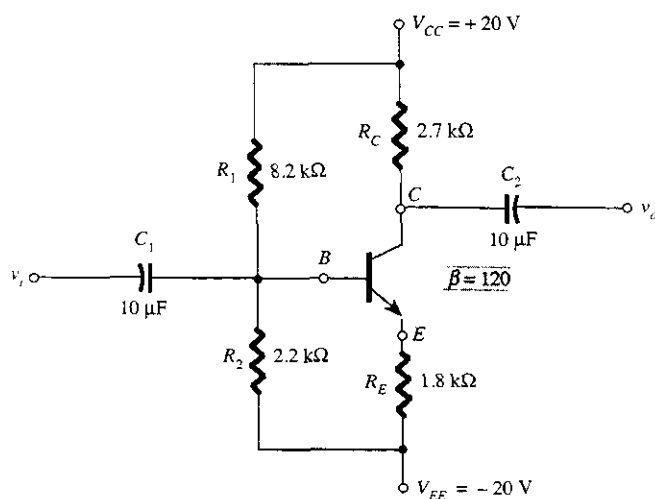 V_CC = + 20 V
R_C 2.7 kΩ
R_1 8.2 kΩ
C C_2
v_o
10 μF
C_1 B
v_i
β = 120
10 μF
E
R_2 2.2 kΩ
R_E 1.8 kΩ
V_EE = − 20 V